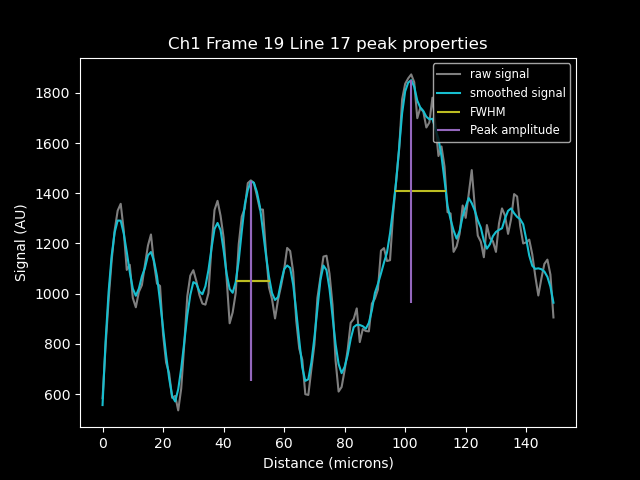 Ch1 Frame 19 Line 17 peak properties
raw signal
smoothed signal
FWHM
Peak amplitude
Signal (AU)
1800
1600
1400
1200
1000
800
600
0 20 40 60 80 100 120 140
Distance (microns)